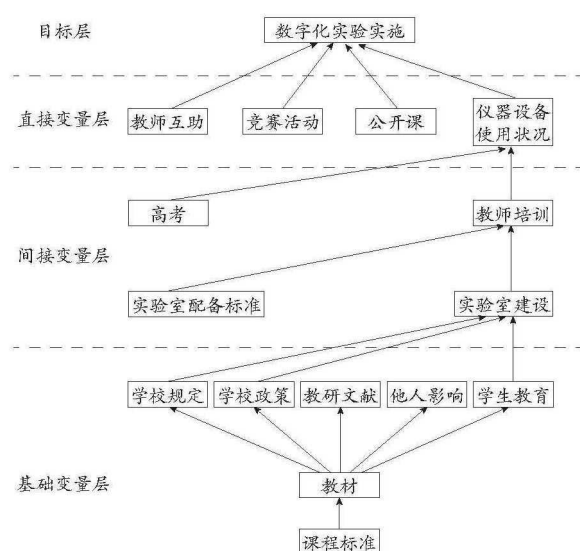 目标层
数字化实验实施
直接变量层
教师互助
竞赛活动
公开课
仪器设备
使用状况
高考
教师培训
间接变量层
实验室配备标准
实验室建设
学校规定
学校政策
教研文献
他人影响
学生教育
基础变量层
教材
课程标准